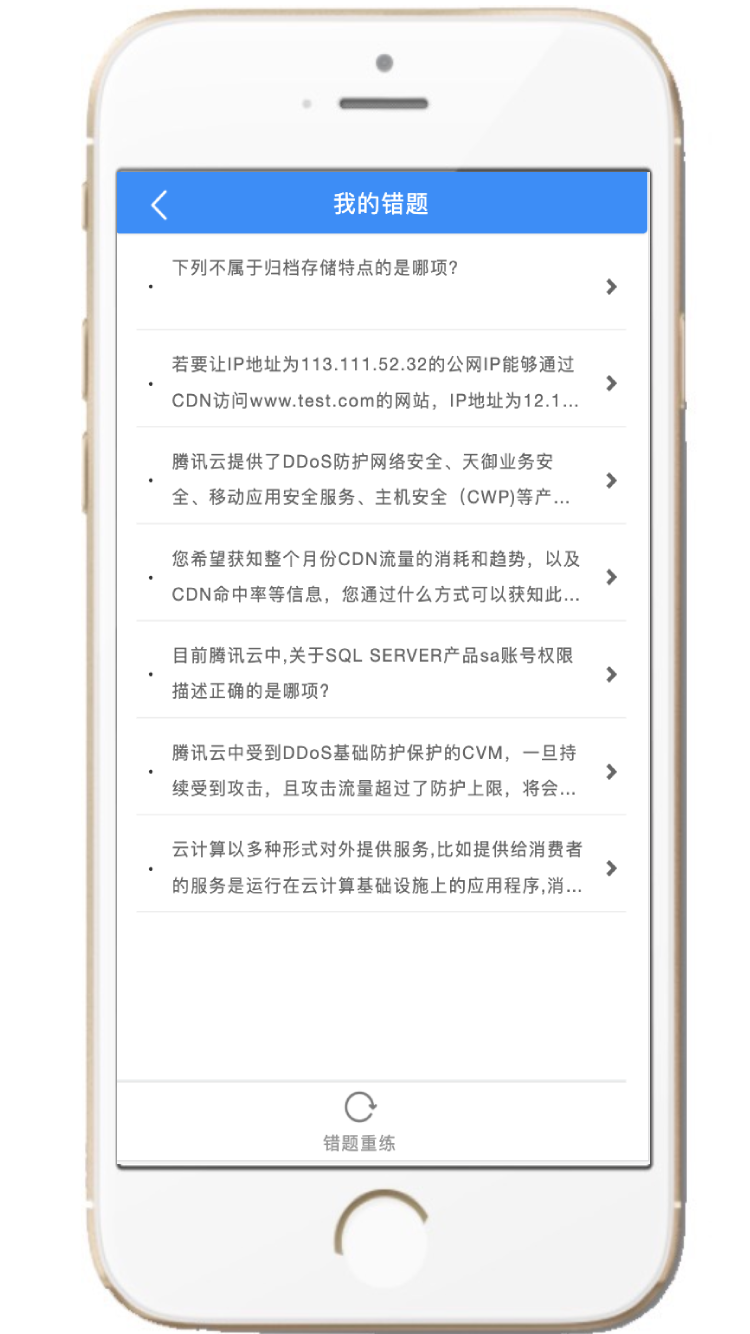 我的错题
下列不属于归档存储特点的是哪项?
若要让IP地址为113.111.52.32的公网IP能够通过
CDN访问www.test.com的网站，IP地址为12.1...
腾讯云提供了DDoS防护网络安全、天御业务安
全、移动应用安全服务、主机安全（CWP)等产...
您希望获知整个月份CDN流量的消耗和趋势，以及
CDN命中率等信息，您通过什么方式可以获知此...
目前腾讯云中,关于SQL SERVER产品sa账号权限
描述正确的是哪项?
腾讯云中受到DDoS基础防护保护的CVM，一旦持
续受到攻击，且攻击流量超过了防护上限，将会...
云计算以多种形式对外提供服务,比如提供给消费者
的服务是运行在云计算基础设施上的应用程序,消...
错题重练